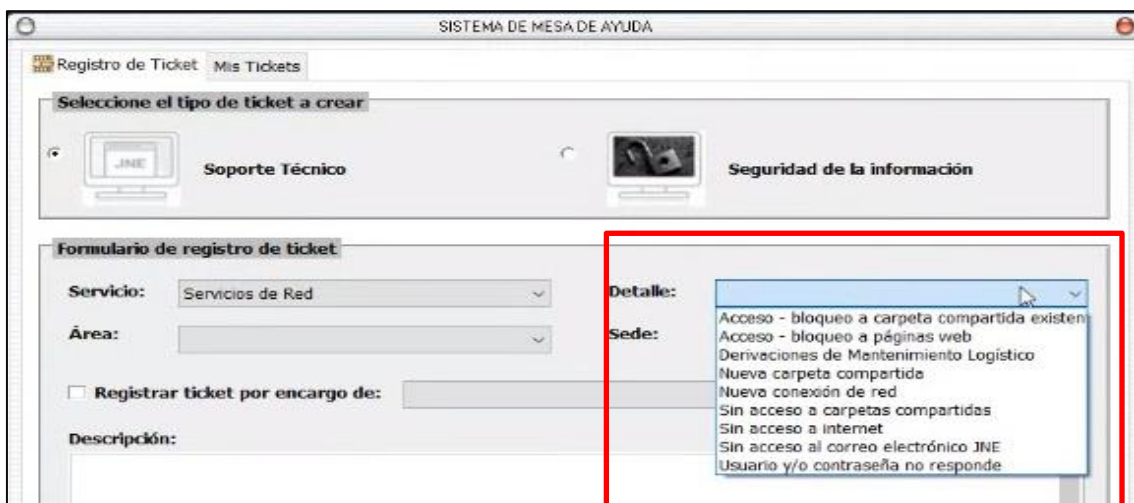 SISTEMA DE MESA DE AYUDA
Registro de Ticket Mis Tickets
Seleccione el tipo de ticket a crear
JNE
Soporte Técnico
Seguridad de la información
Formulario de registro de ticket
Servicio: Servicios de Red
Detalle:
Área:
Sede:
Acceso - bloqueo a carpeta compartida existen
Acceso - bloqueo a páginas web
Derivaciones de Mantenimiento Logístico
Nueva carpeta compartida
Nueva conexión de red
Sin acceso a carpetas compartidas
Sin acceso a internet
Sin acceso al correo electrónico JNE
Usuario y/o contraseña no responde
Registrar ticket por encargo de:
Descripción: